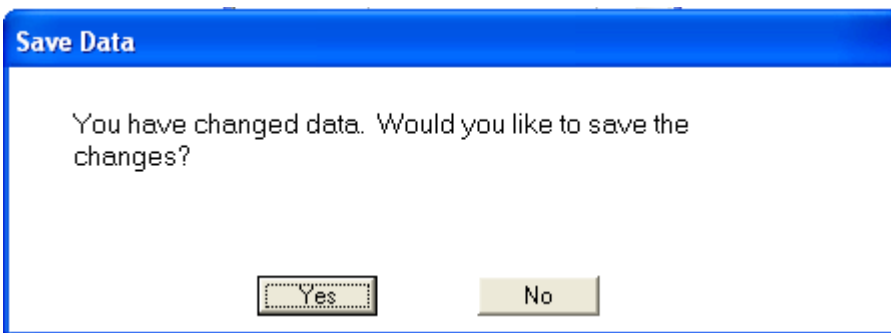 Save Data
You have changed data.  Would you like to save the
changes?
Yes
No